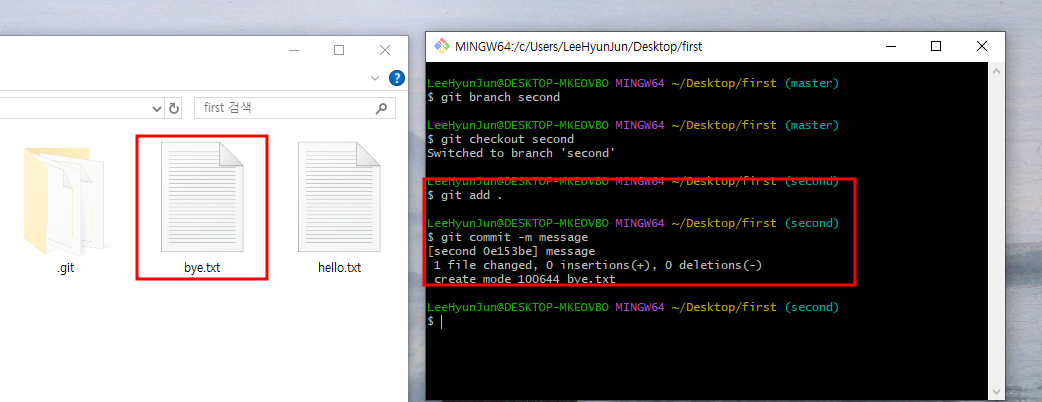 first 검색
.git
bye.txt
hello.txt
MINGW64:/c/Users/LeeHyunJun/Desktop/first
LeeHyunJun@DESKTOP-MKEOVBO MINGW64 ~/Desktop/first (master)
$ git branch second
LeeHyunJun@DESKTOP-MKEOVBO MINGW64 ~/Desktop/first (master)
$ git checkout second
Switched to branch 'second'
LeeHyunJun@DESKTOP-MKEOVBO MINGW64 ~/Desktop/first (second)
$ git add .
LeeHyunJun@DESKTOP-MKEOVBO MINGW64 ~/Desktop/first (second)
$ git commit -m message
[second 0e153be] message
1 file changed, 0 insertions(+), 0 deletions(-)
create mode 100644 bye.txt
LeeHyunJun@DESKTOP-MKEOVBO MINGW64 ~/Desktop/first (second)
$